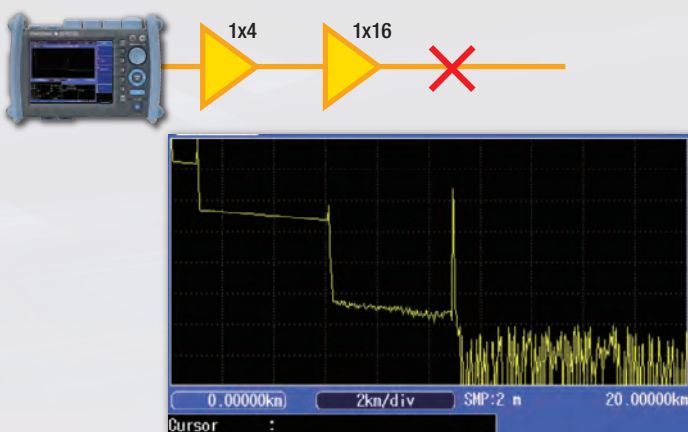 1x4
1x16
0.00000km
2km/div
SMP:2 m
20.00000km
Cursor :